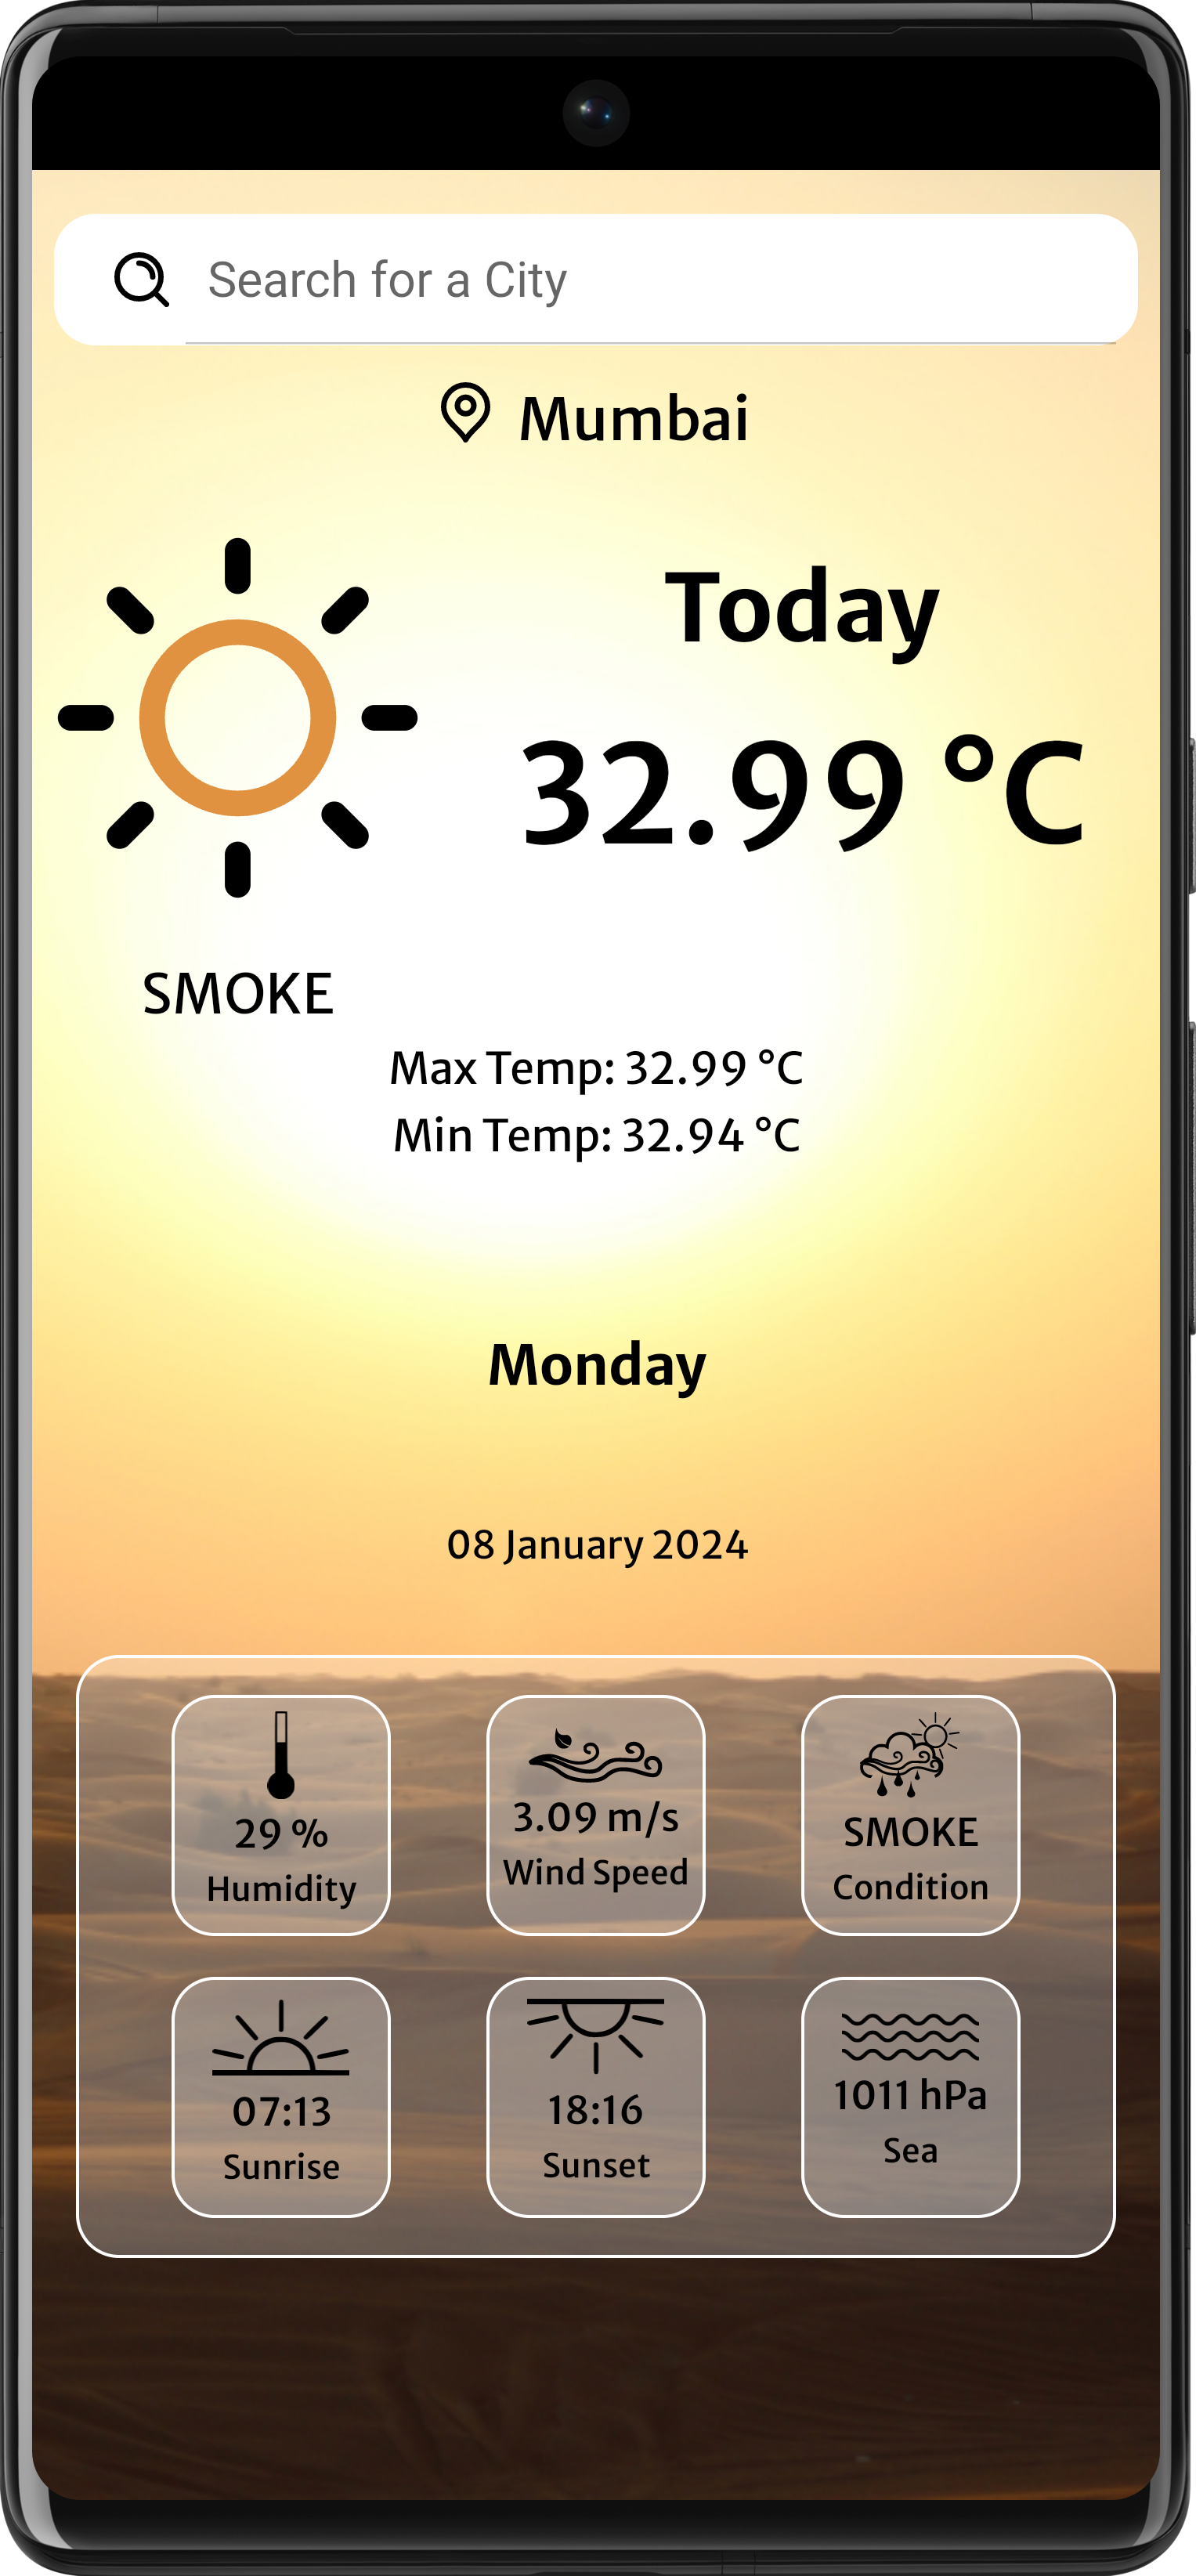 Search for a City
Mumbai
Today
32.99 °C
SMOKE
Max Temp: 32.99 °C
Min Temp: 32.94 °C
Monday
08 January 2024
29 %
Humidity
3.09 m/s
Wind Speed
SMOKE
Condition
07:13
Sunrise
18:16
Sunset
1011 hPa
Sea